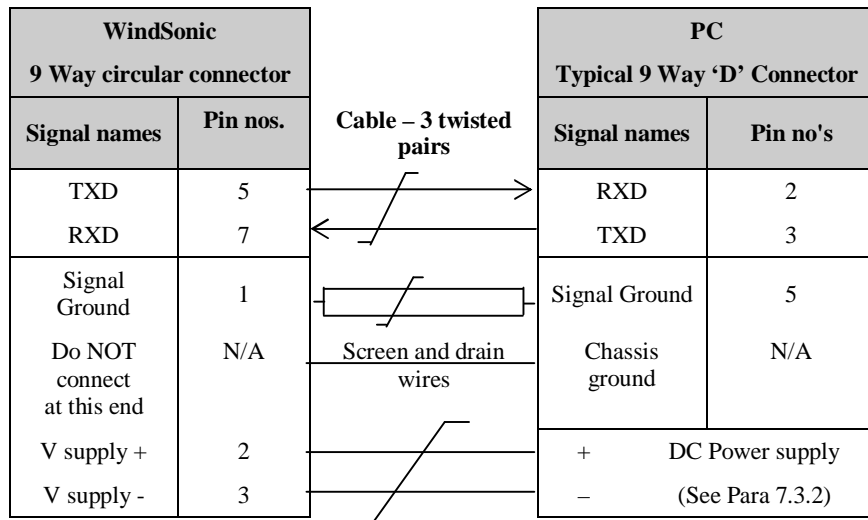 WindSonic
9 Way circular connector
PC
Typical 9 Way ‘D’ Connector
Signal names Pin nos. Cable – 3 twisted pairs Signal names Pin no's
TXD 5 RXD 2
RXD 7 TXD 3
Signal Ground 1 Signal Ground 5
Do NOT connect at this end N/A Screen and drain wires Chassis ground N/A
V supply + 2 + DC Power supply
V supply - 3 – (See Para 7.3.2)